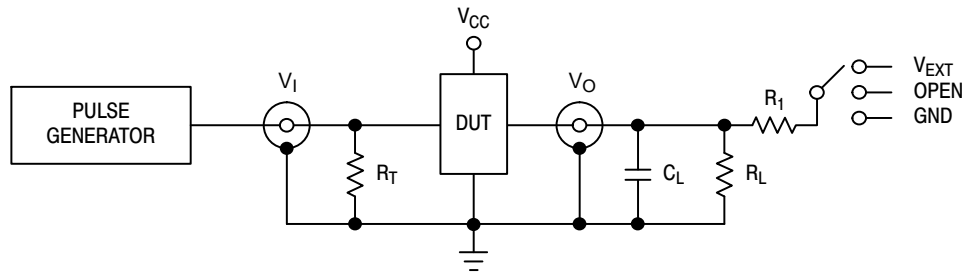 V_CC
V_I
V_O
V_EXT
OPEN
GND
R_1
PULSE
GENERATOR
DUT
R_T
C_L
R_L